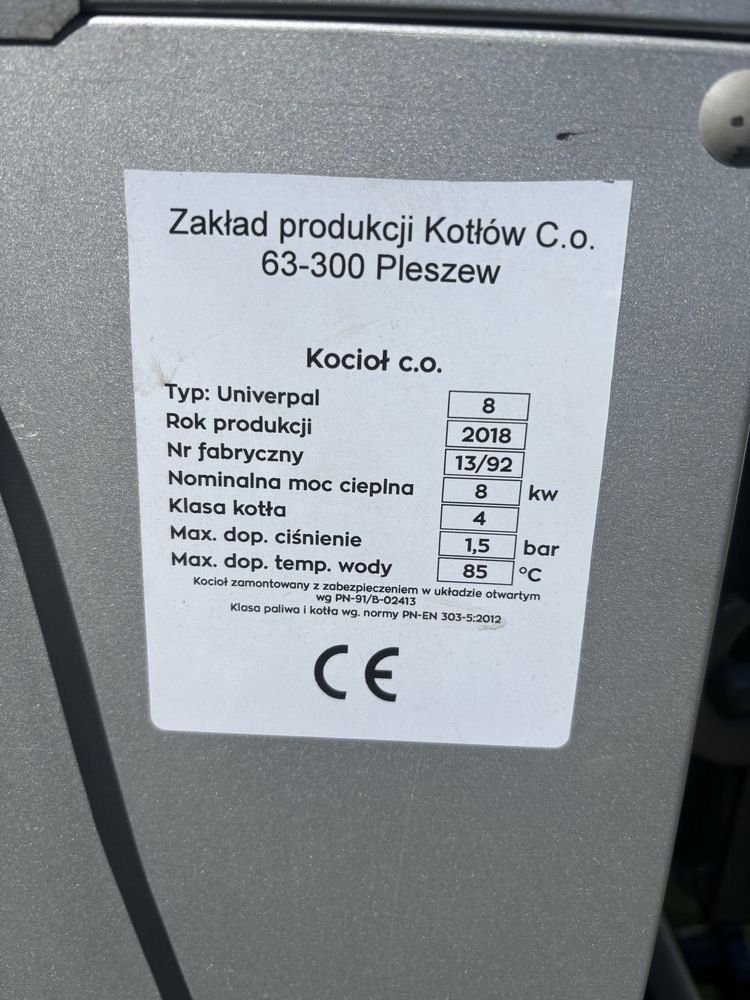 Zakład produkcji Kotłów C.o.
63-300 Pleszew
Kocioł c.o.
Typ: Univerpal 8
Rok produkcji 2018
Nr fabryczny 13/92
Nominalna moc cieplna 8 kw
Klasa kotła 4
Max. dop. ciśnienie 1,5 bar
Max. dop. temp. wody 85 °C
Kocioł zamontowany z zabezpieczeniem w układzie otwartym
wg PN-91/B-02413
Klasa paliwa i kotła wg. normy PN-EN 303-5:2012
CE